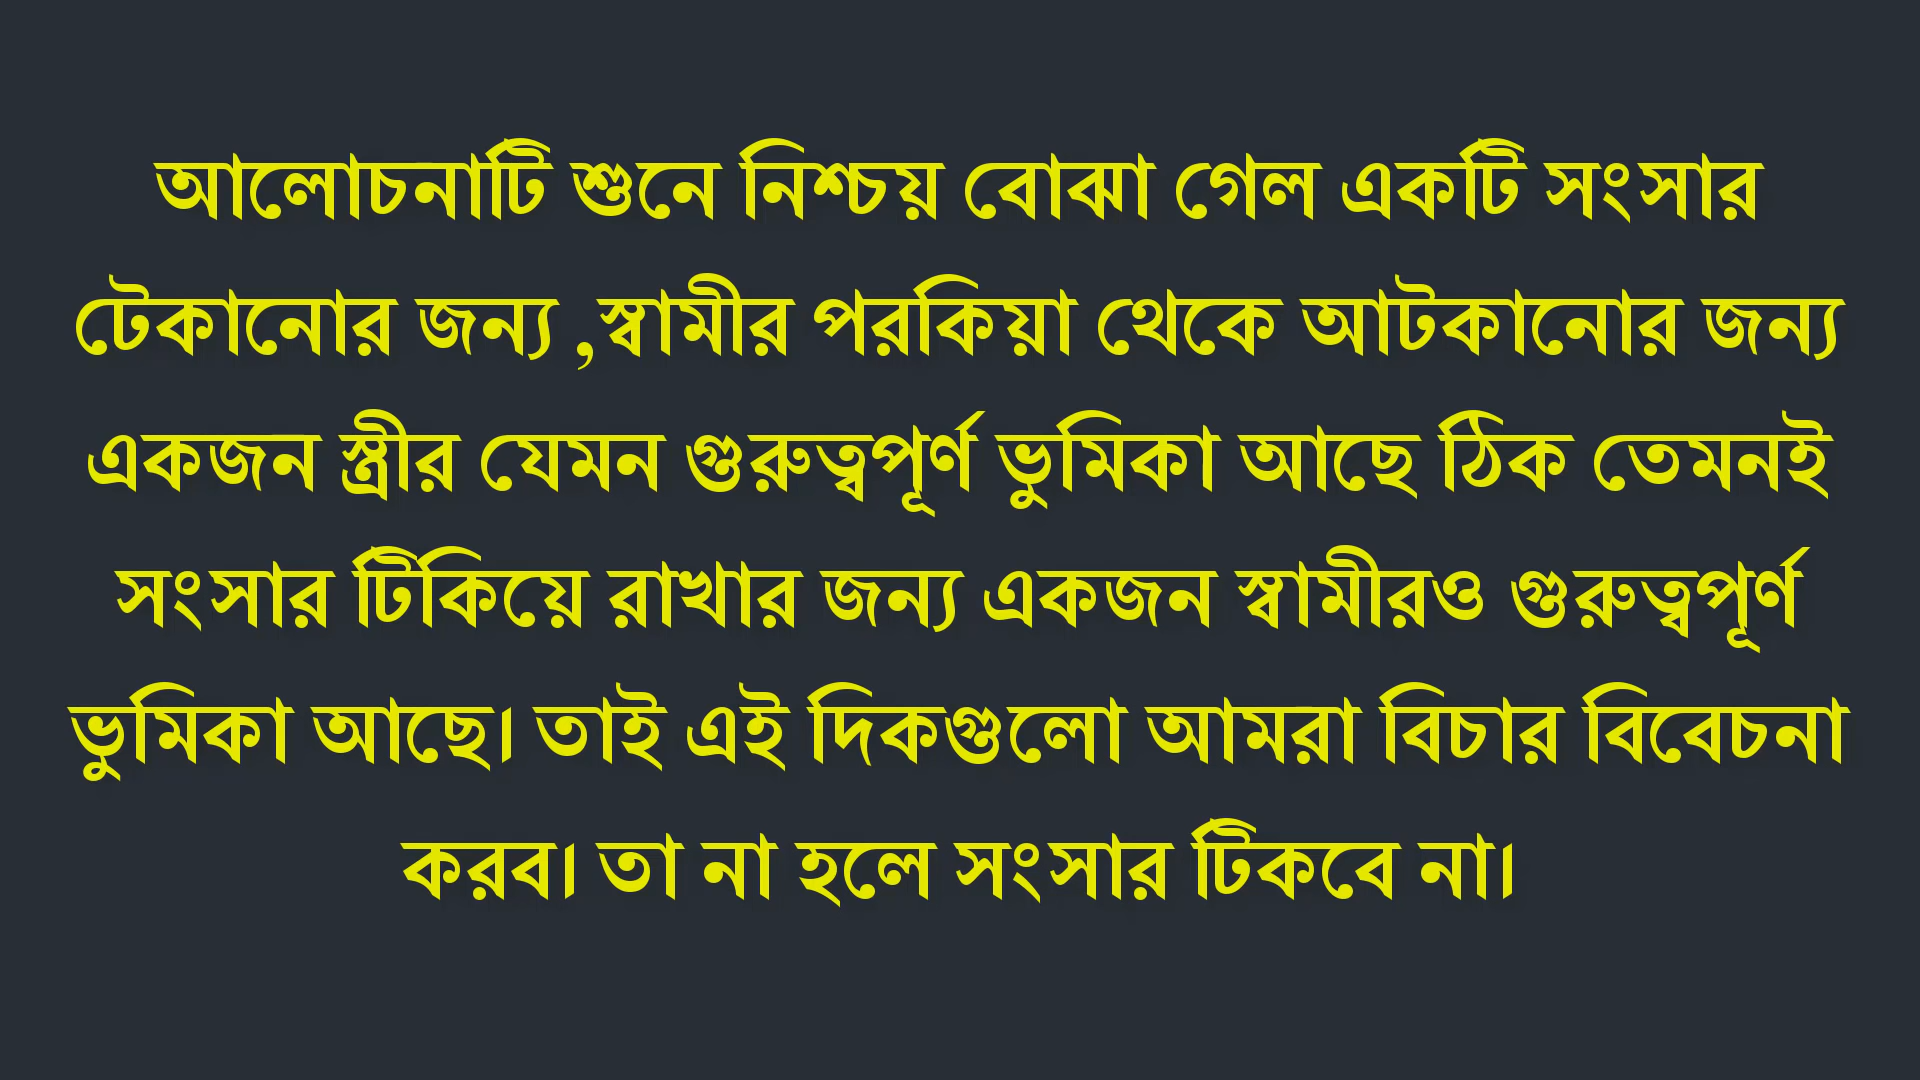 আলোচনাটি শুনে নিশ্চয় বোঝা গেল একটি সংসার
টেকানোর জন্য ,স্বামীর পরকিয়া থেকে আটকানোর জন্য
একজন স্ত্রীর যেমন গুরুত্বপূর্ণ ভুমিকা আছে ঠিক তেমনই
সংসার টিকিয়ে রাখার জন্য একজন স্বামীরও গুরুত্বপূর্ণ
ভুমিকা আছে। তাই এই দিকগুলো আমরা বিচার বিবেচনা
করব। তা না হলে সংসার টিকবে না।